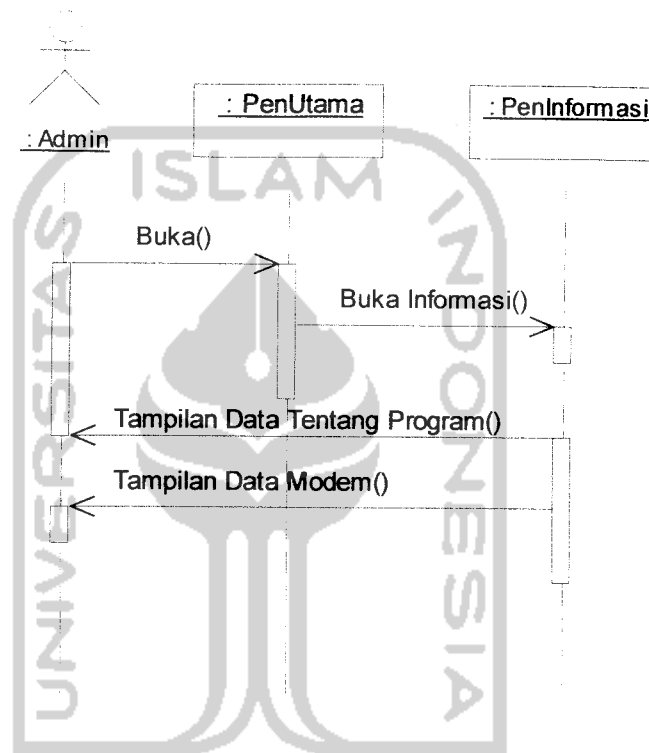 : PenUtama
: PenInformasi
: Admin
ISLAM
UNIVERSITAS
INDONESIA
Buka()
Buka Informasi()
Tampilan Data Tentang Program()
Tampilan Data Modem()